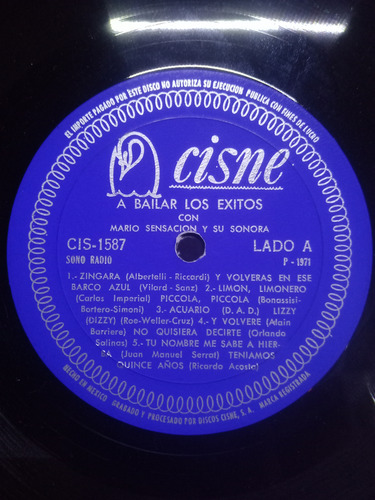 EL IMPORTE PAGADO POR ESTE DISCO NO AUTORIZA SU EJECUCION PUBLICA CON FINES DE LUCRO
cisne
A BAILAR LOS EXITOS
CON
MARIO SENSACION Y SU SONORA
CIS-1587 LADO A
SONO RADIO P - 1971
1.- ZINGARA (Albertelli - Riccardi) Y VOLVERAS EN ESE
BARCO AZUL (Vilard - Sanz) 2.- LIMON, LIMONERO
(Carlos Imperial) PICCOLA, PICCOLA (Bonassisi-
Bertero-Simoni) 3.- ACUARIO (D. A. D.) LIZZY
(DIZZY) (Roe-Weller-Cruz) 4.- Y VOLVERE (Alain
Barriere) NO QUISIERA DECIRTE (Orlando
Salinas) 5.- TU NOMBRE ME SABE A HIER-
BA (Juan Manuel Serrat) TENIAMOS
QUINCE AÑOS (Ricardo Acosta)
HECHO EN MEXICO GRABADO Y PROCESADO POR DISCOS CISNE, S. A. MARCA REGISTRADA